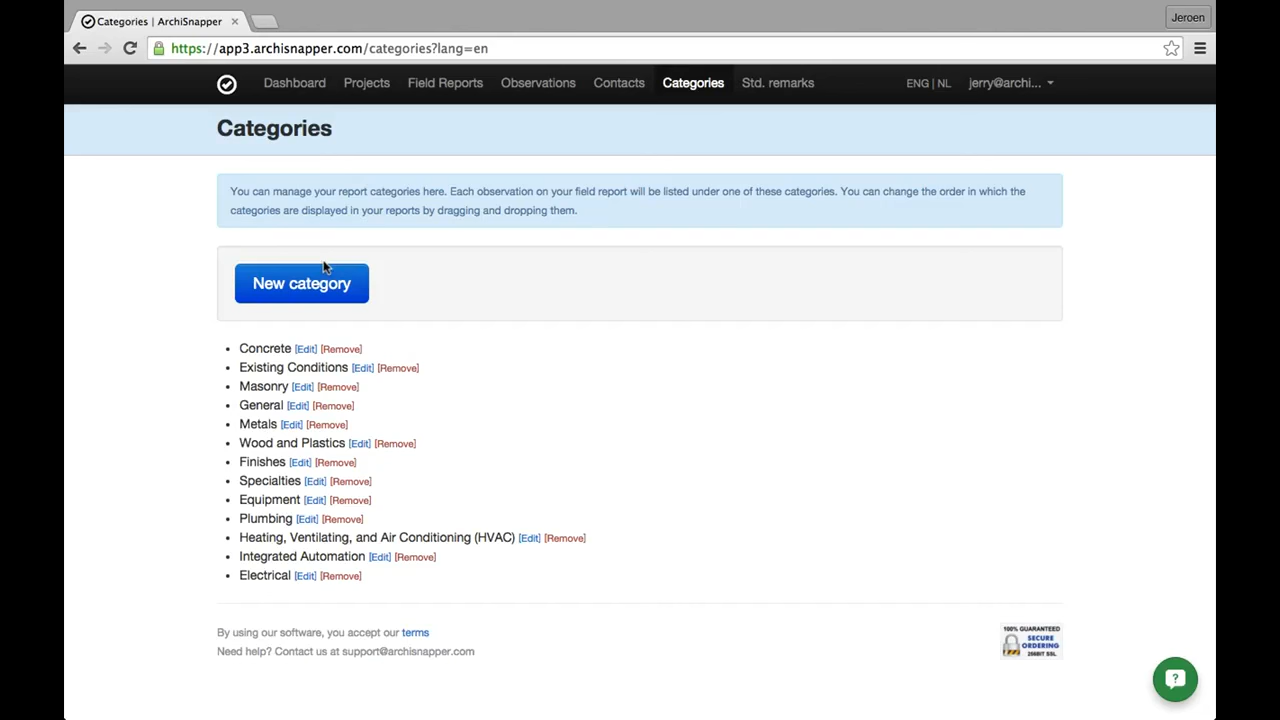 Categories | ArchiSnapper
Jeroen
https://app3.archisnapper.com/categories?lang=en
Dashboard Projects Field Reports Observations Contacts Categories Std. remarks ENG | NL jerry@archi...
Categories
You can manage your report categories here. Each observation on your field report will be listed under one of these categories. You can change the order in which the
categories are displayed in your reports by dragging and dropping them.
New category
Concrete [Edit] [Remove]
Existing Conditions [Edit] [Remove]
Masonry [Edit] [Remove]
General [Edit] [Remove]
Metals [Edit] [Remove]
Wood and Plastics [Edit] [Remove]
Finishes [Edit] [Remove]
Specialties [Edit] [Remove]
Equipment [Edit] [Remove]
Plumbing [Edit] [Remove]
Heating, Ventilating, and Air Conditioning (HVAC) [Edit] [Remove]
Integrated Automation [Edit] [Remove]
Electrical [Edit] [Remove]
By using our software, you accept our terms
Need help? Contact us at support@archisnapper.com
100% GUARANTEED
SECURE
ORDERING
256BIT SSL
?